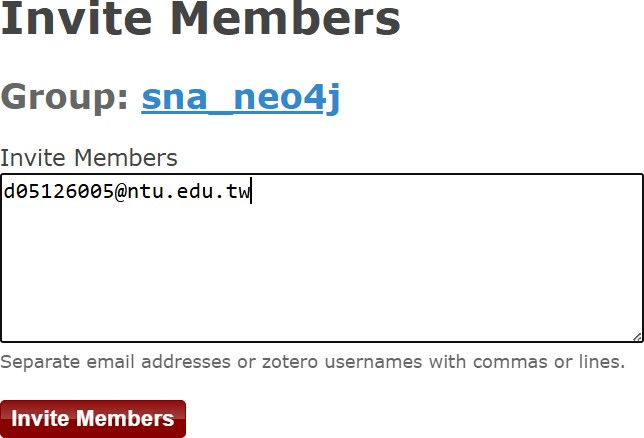 Invite Members
Group: sna_neo4j
Invite Members
d05126005@ntu.edu.tw
Separate email addresses or zotero usernames with commas or lines.
Invite Members